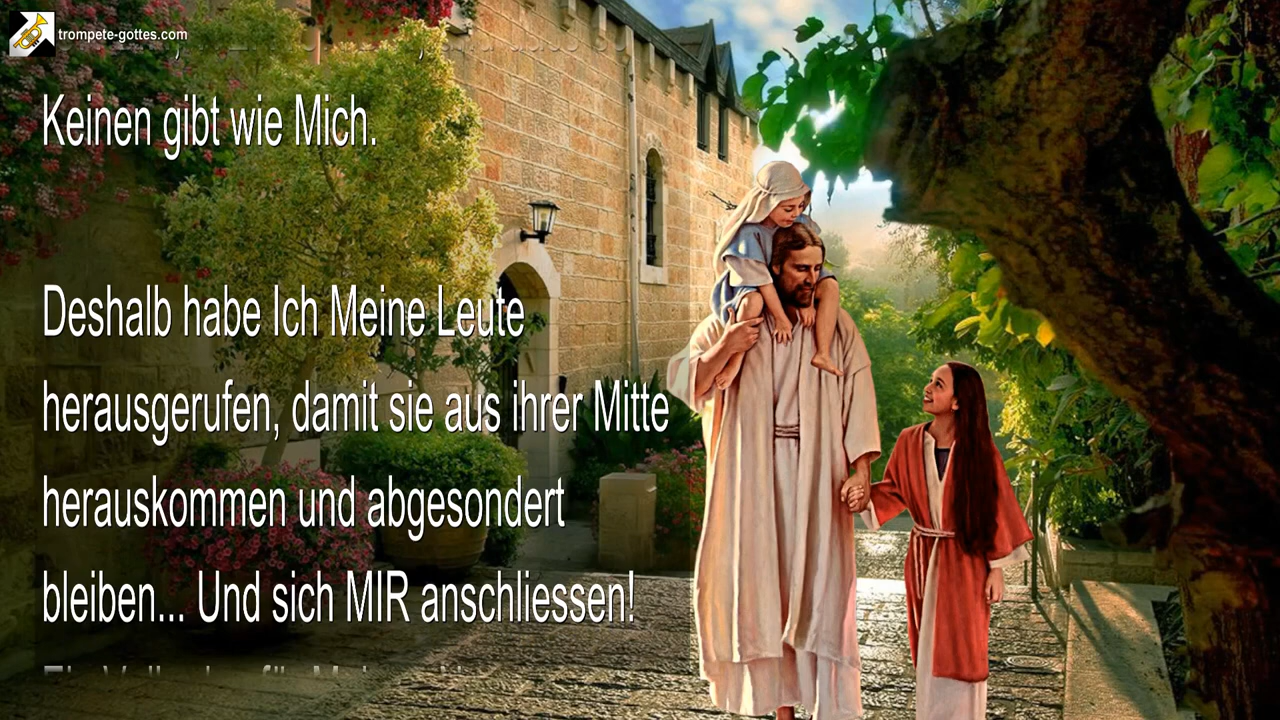 trompete-gottes.com
Keinen gibt wie Mich.
Deshalb habe Ich Meine Leute
herausgerufen, damit sie aus ihrer Mitte
herauskommen und abgesondert
bleiben... Und sich MIR anschliessen!